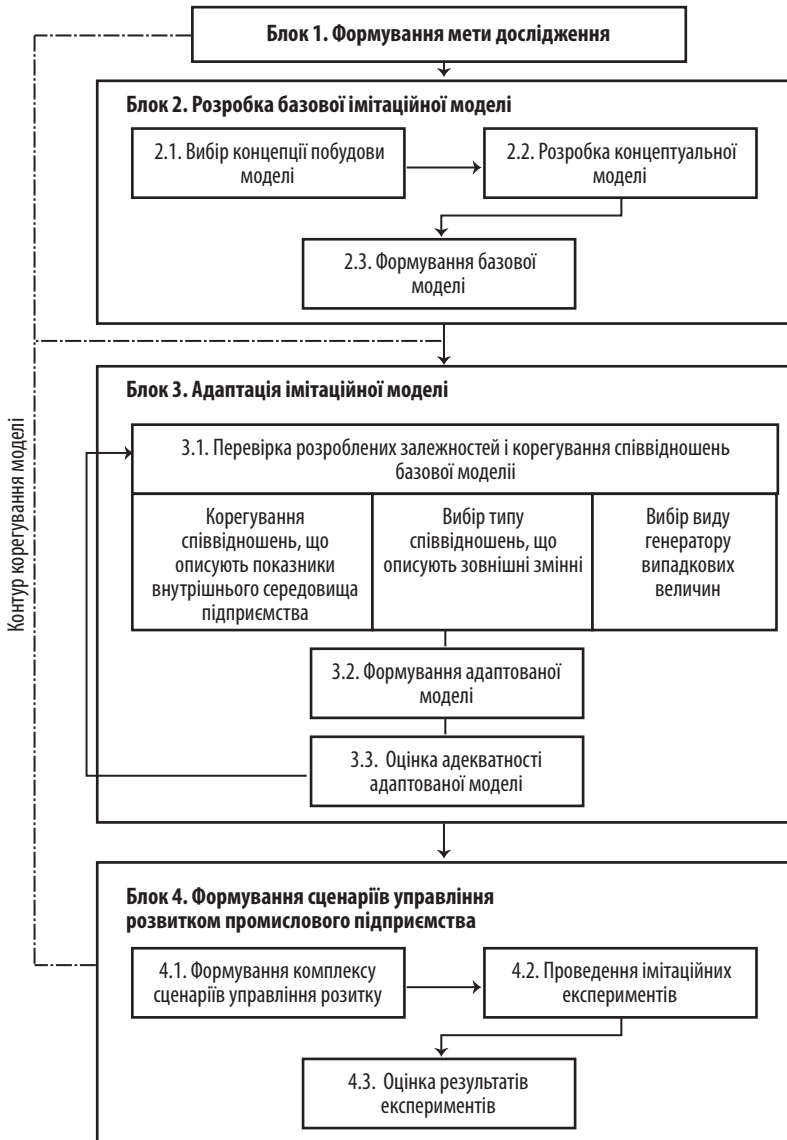 Блок 1. Формування мети дослідження
Блок 2. Розробка базової імітаційної моделі
2.1. Вибір концепції побудови
моделі
2.2. Розробка концептуальної
моделі
2.3. Формування базової
моделі
Контур корегування моделі
Блок 3. Адаптація імітаційної моделі
3.1. Перевірка розроблених залежностей і корегування співвідношень
базової моделіі
Корегування
співвідношень, що
описують показники
внутрішнього середовища
підприємства
Вибір типу
співвідношень, що
описують зовнішні змінні
Вибір виду
генератору
випадкових
величин
3.2. Формування адаптованої
моделі
3.3. Оцінка адекватності
адаптованої моделі
Блок 4. Формування сценаріїв управління
розвитком промислового підприємства
4.1. Формування комплексу
сценаріїв управління розитку
4.2. Проведення імітаційних
експериментів
4.3. Оцінка результатів
експериментів